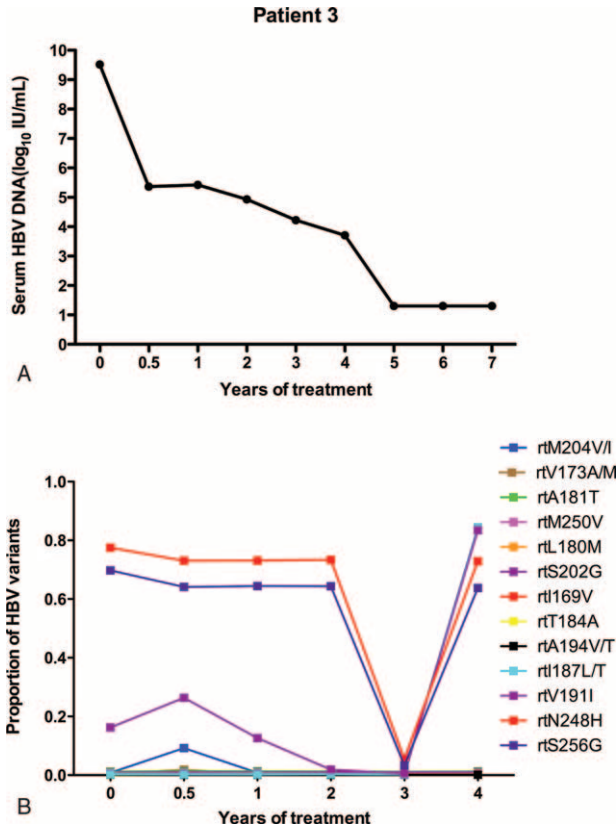 Patient 3
10
9
8
7
6
5
4
3
2
1
0
Serum HBV DNA(log10 IU/mL)
0 0.5 1 2 3 4 5 6 7
Years of treatment
A
rtM204V/I
rtV173A/M
rtA181T
rtM250V
rtL180M
rtS202G
rtI169V
rtT184A
rtA194V/T
rtI187L/T
rtV191I
rtN248H
rtS256G
1.0
0.8
0.6
0.4
0.2
0.0
Proportion of HBV variants
0 0.5 1 2 3 4
Years of treatment
B